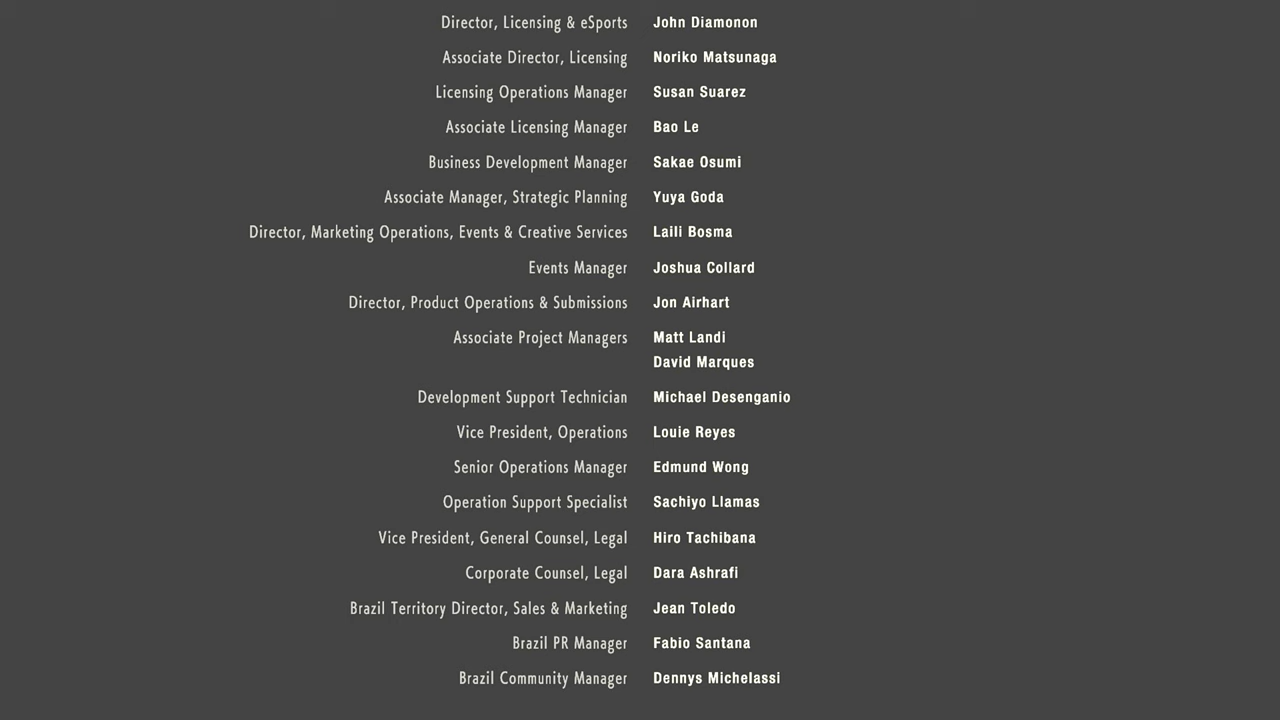 Director, Licensing & eSports John Diamonon
Associate Director, Licensing Noriko Matsunaga
Licensing Operations Manager Susan Suarez
Associate Licensing Manager Bao Le
Business Development Manager Sakae Osumi
Associate Manager, Strategic Planning Yuya Goda
Director, Marketing Operations, Events & Creative Services Laili Bosma
Events Manager Joshua Collard
Director, Product Operations & Submissions Jon Airhart
Associate Project Managers Matt Landi
David Marques
Development Support Technician Michael Desenganio
Vice President, Operations Louie Reyes
Senior Operations Manager Edmund Wong
Operation Support Specialist Sachiyo Llamas
Vice President, General Counsel, Legal Hiro Tachibana
Corporate Counsel, Legal Dara Ashrafi
Brazil Territory Director, Sales & Marketing Jean Toledo
Brazil PR Manager Fabio Santana
Brazil Community Manager Dennys Michelassi